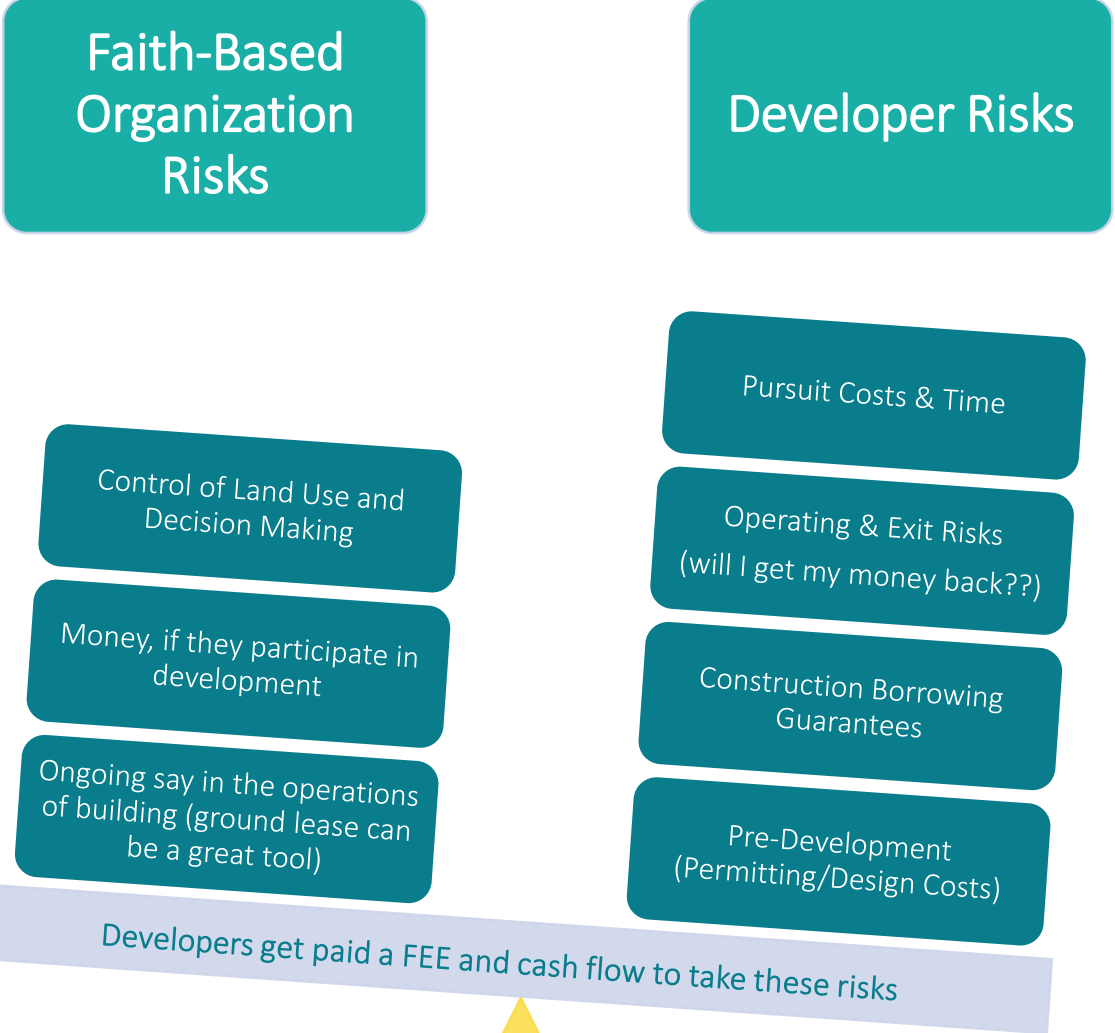 Faith-Based
Organization
Risks
Developer Risks
Control of Land Use and
Decision Making
Money, if they participate in
development
Ongoing say in the operations
of building (ground lease can
be a great tool)
Pursuit Costs & Time
Operating & Exit Risks
(will I get my money back??)
Construction Borrowing
Guarantees
Pre-Development
(Permitting/Design Costs)
Developers get paid a FEE and cash flow to take these risks